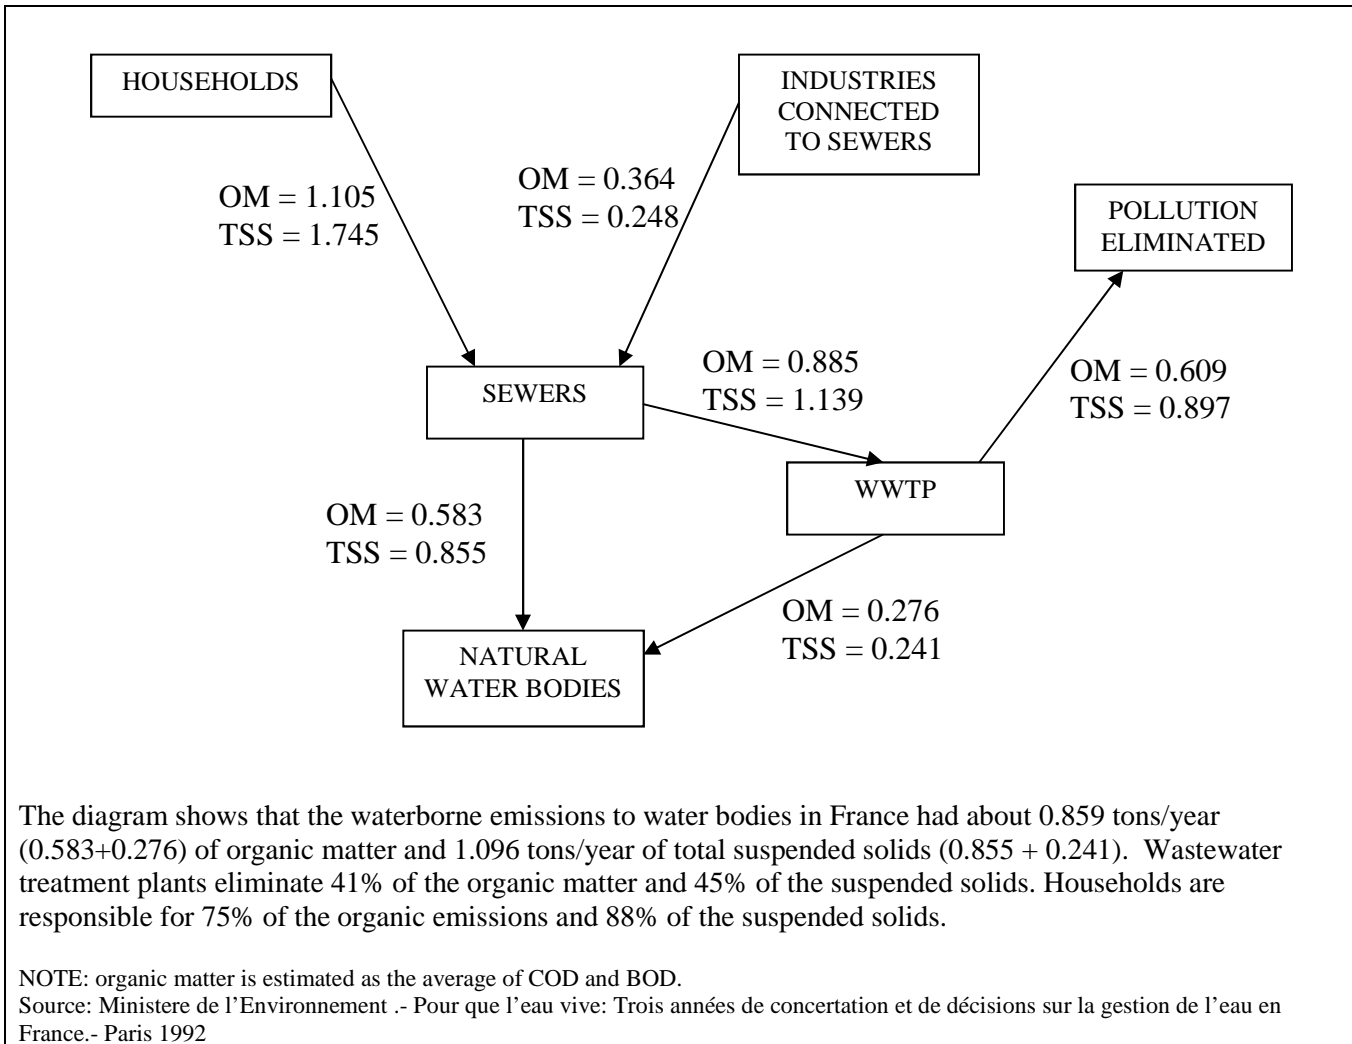 HOUSEHOLDS
INDUSTRIES
CONNECTED
TO SEWERS
OM = 1.105
TSS = 1.745
OM = 0.364
TSS = 0.248
POLLUTION
ELIMINATED
SEWERS
OM = 0.885
TSS = 1.139
OM = 0.609
TSS = 0.897
WWTP
OM = 0.583
TSS = 0.855
OM = 0.276
TSS = 0.241
NATURAL
WATER BODIES
The diagram shows that the waterborne emissions to water bodies in France had about 0.859 tons/year
(0.583+0.276) of organic matter and 1.096 tons/year of total suspended solids (0.855 + 0.241).  Wastewater
treatment plants eliminate 41% of the organic matter and 45% of the suspended solids. Households are
responsible for 75% of the organic emissions and 88% of the suspended solids.
NOTE: organic matter is estimated as the average of COD and BOD.
Source: Ministere de l’Environnement .- Pour que l’eau vive: Trois années de concertation et de décisions sur la gestion de l’eau en
France.- Paris 1992